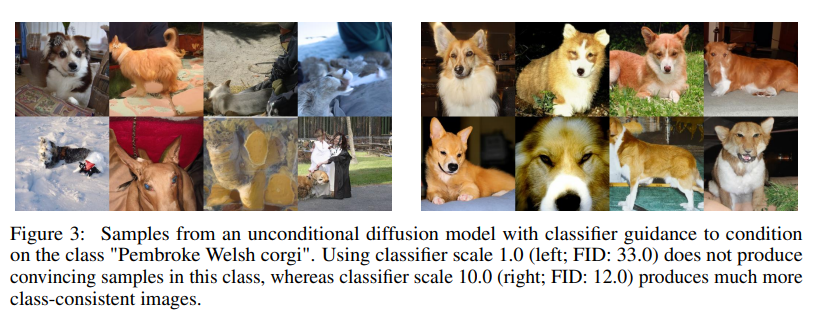 Figure 3: Samples from an unconditional diffusion model with classifier guidance to condition
on the class "Pembroke Welsh corgi". Using classifier scale 1.0 (left; FID: 33.0) does not produce
convincing samples in this class, whereas classifier scale 10.0 (right; FID: 12.0) produces much more
class-consistent images.